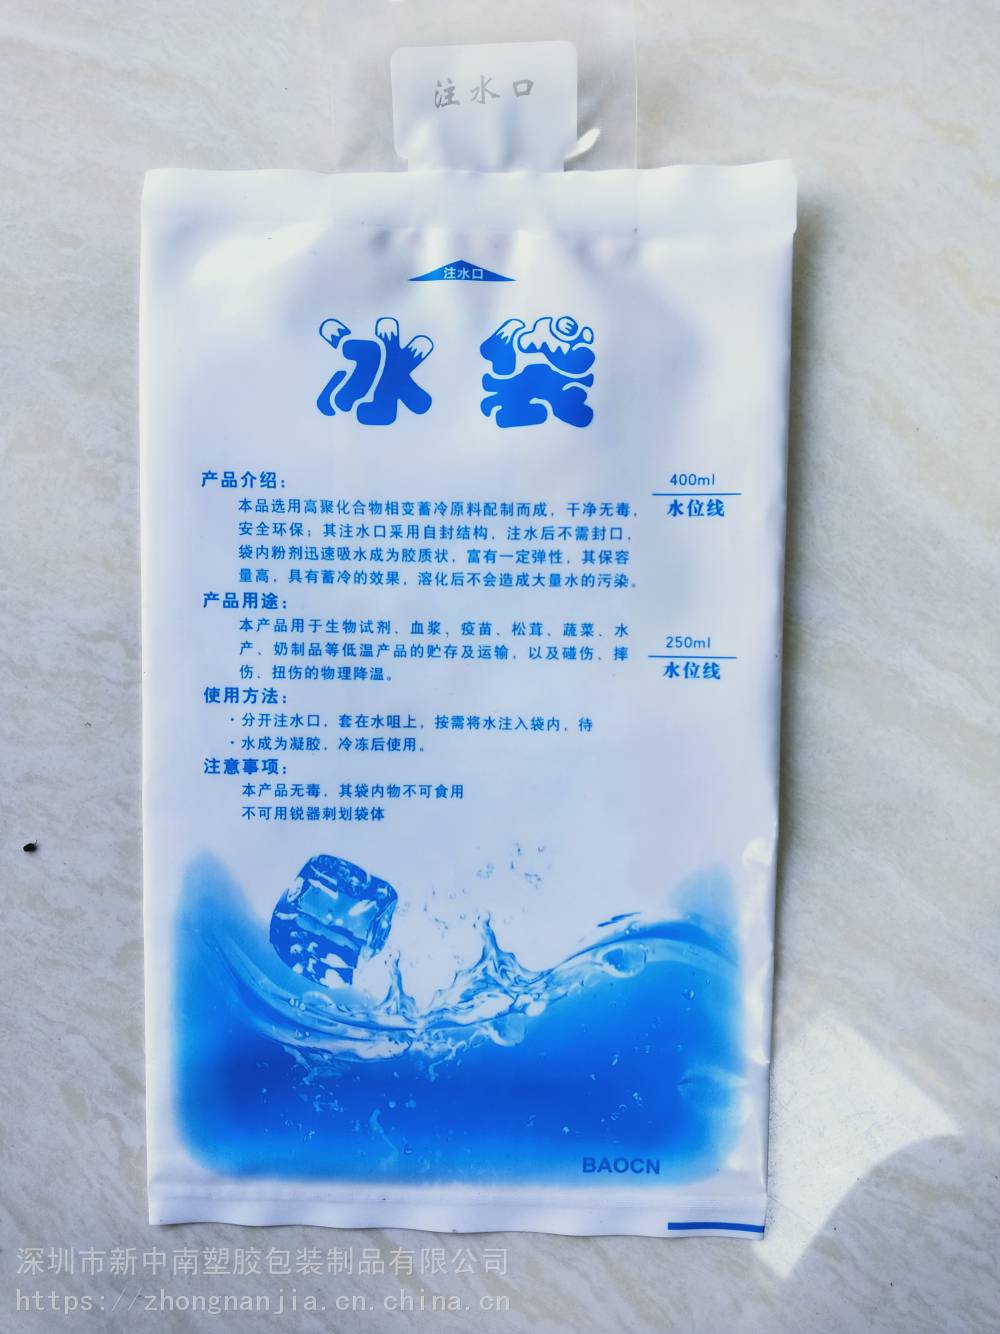 注水口
注水口
冰袋
产品介绍：
本品选用高聚化合物相变蓄冷原料配制而成，干净无毒，
安全环保；其注水口采用自封结构，注水后不需封口，
袋内粉剂迅速吸水成为胶质状，富有一定弹性，其保容
量高，具有蓄冷的效果，溶化后不会造成大量水的污染。
400ml
水位线
产品用途：
本产品用于生物试剂、血浆，疫苗、松茸、蔬菜、水
产、奶制品等低温产品的贮存及运输，以及碰伤、摔
伤、扭伤的物理降温。
250ml
水位线
使用方法：
·分开注水口，套在水咀上，按需将水注入袋内，待
·水成为凝胶，冷冻后使用。
注意事项：
本产品无毒，其袋内物不可食用
不可用锐器刺划袋体
BAOCN
深圳市新中南塑胶包装制品有限公司
https://zhongnanjia.cn.china.cn